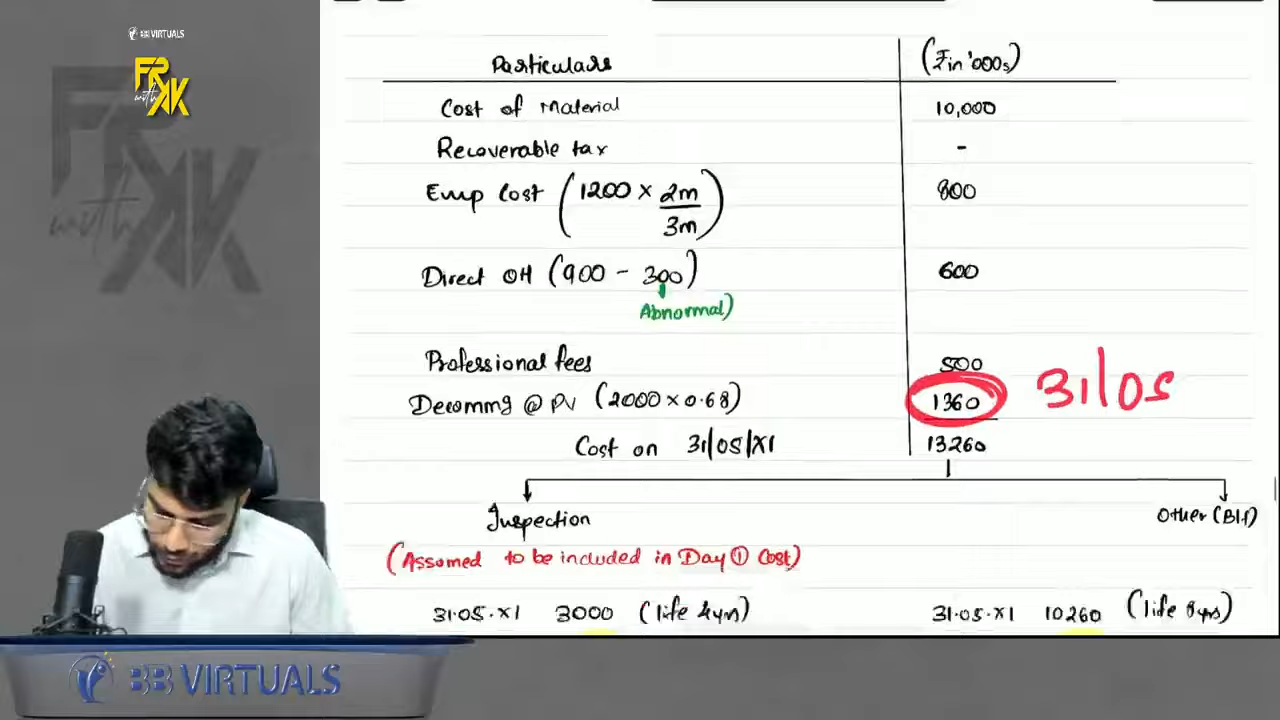 BB VIRTUALS
FR
with
AK
Particulars (₹in '000s)
Cost of Material 10,000
Recoverable tax -
Emp Cost (1200 × 2m/3m) 800
Direct OH (900 - 300) 600
Abnormal)
Professional fees 500
Decommg @ PV (2000 × 0.68) 1360 31/05
Cost on 31/05/X1 13260
Inspection Other (B/f)
(Assumed to be included in Day ① Cost)
31.05.X1 3000 (life 4yrs) 31.05.X1 10260 (life 8yrs)
BB VIRTUALS